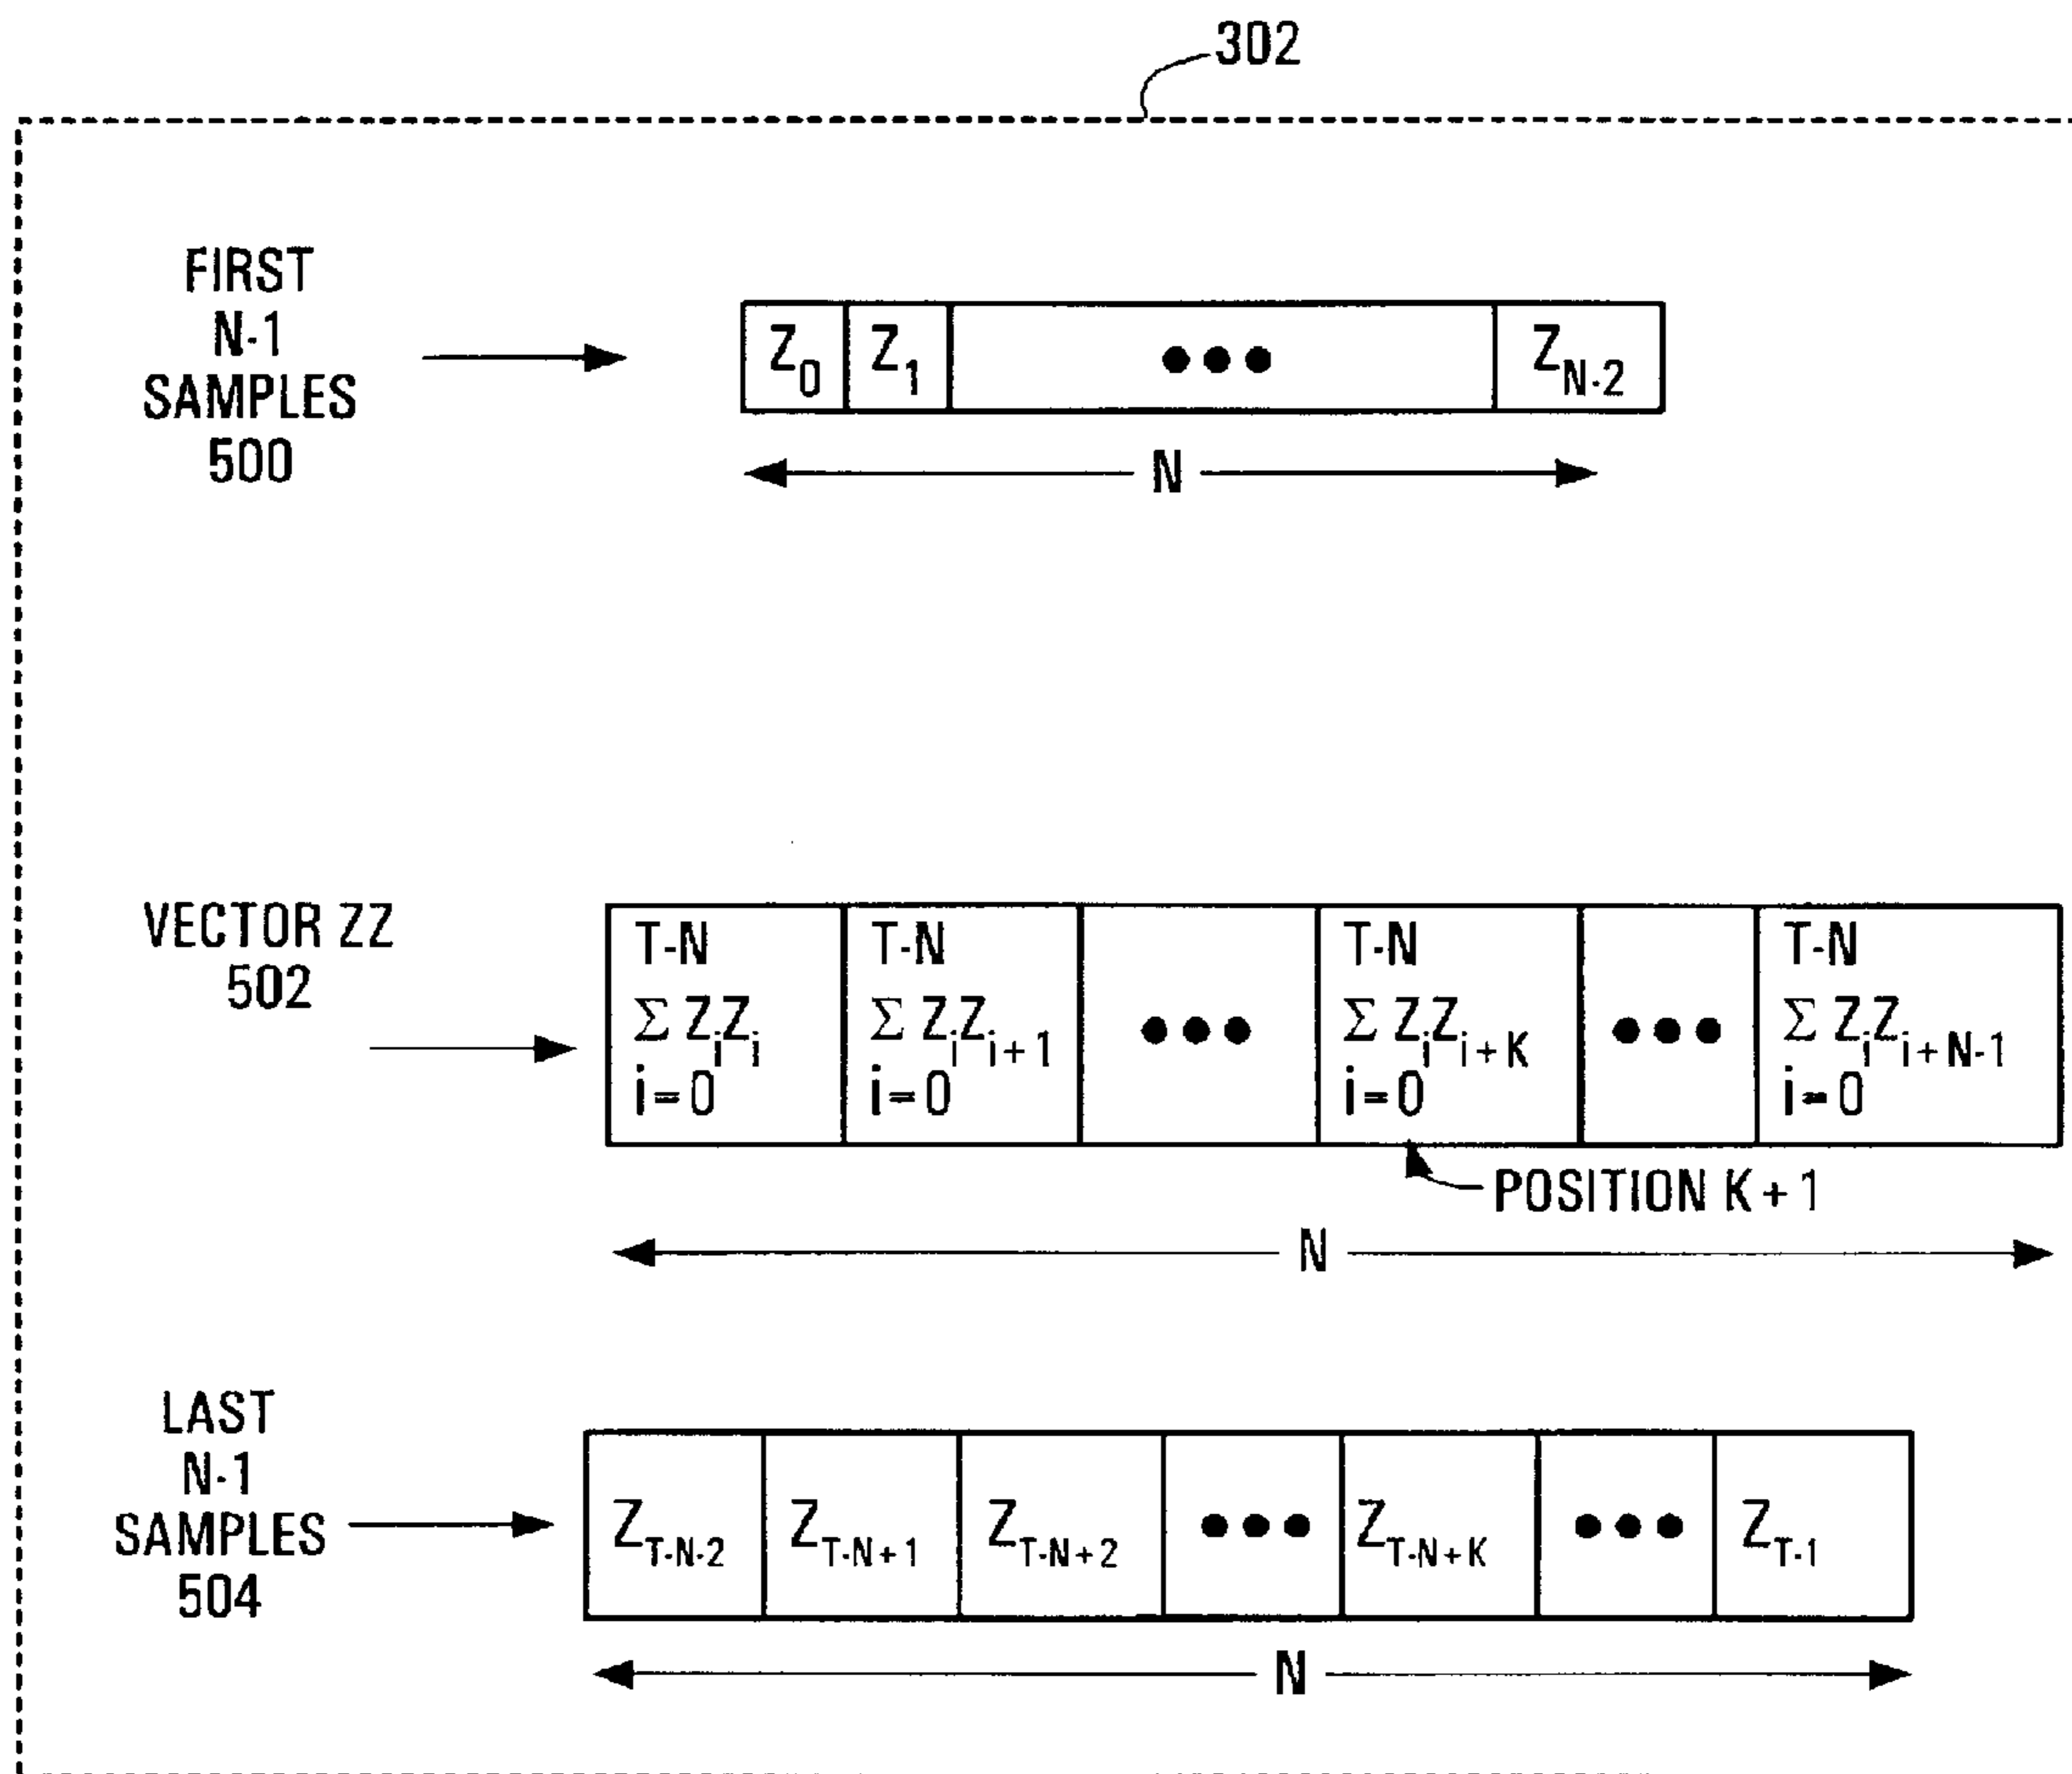 302
FIRST
N-1
SAMPLES
500
Z0 Z1 ●●● ZN-2
N
VECTOR ZZ
502
T-N T-N T-N T-N
Σ ZiZi Σ ZiZi+1 ●●● Σ ZiZi+K ●●● Σ ZiZi+N-1
i=0 i=0 i=0 i=0
POSITION K+1
N
LAST
N-1
SAMPLES
504
ZT-N-2 ZT-N+1 ZT-N+2 ●●● ZT-N+K ●●● ZT-1
N